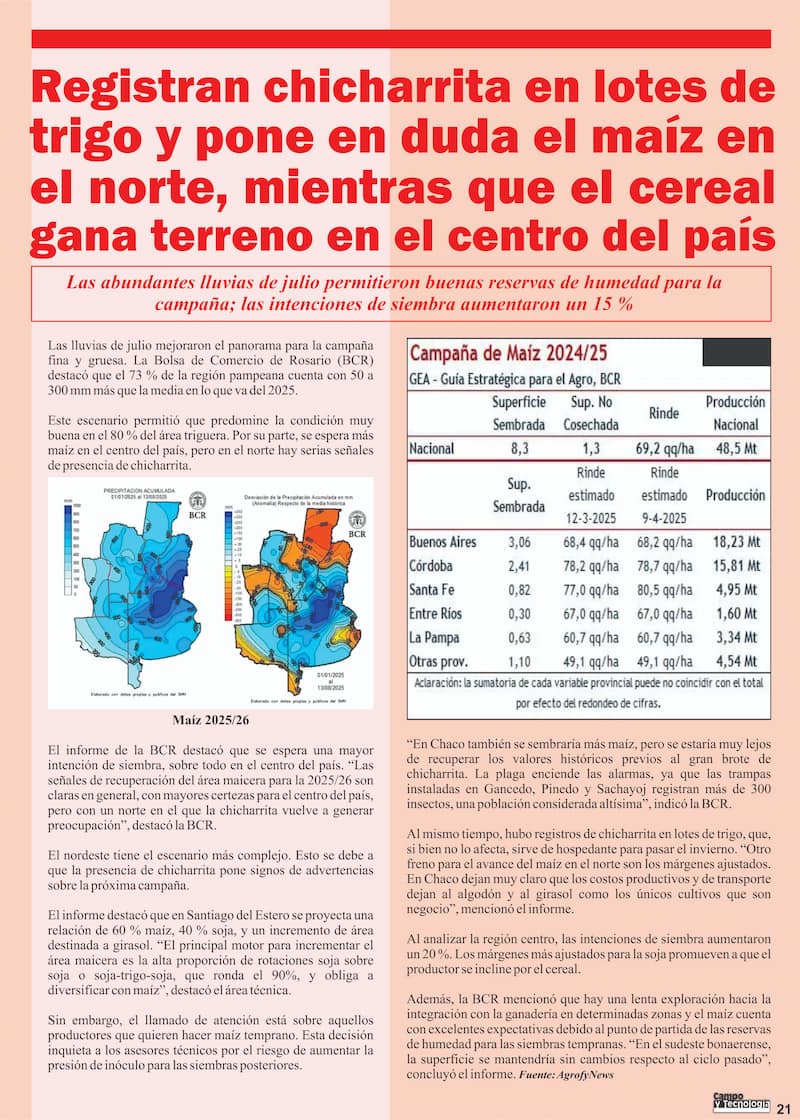 Registran chicharrita en lotes de
trigo y pone en duda el maíz en
el norte, mientras que el cereal
gana terreno en el centro del país
Las abundantes lluvias de julio permitieron buenas reservas de humedad para la
campaña; las intenciones de siembra aumentaron un 15 %
Las lluvias de julio mejoraron el panorama para la campaña
fina y gruesa. La Bolsa de Comercio de Rosario (BCR)
destacó que el 73 % de la región pampeana cuenta con 50 a
300 mm más que la media en lo que va del 2025.
Este escenario permitió que predomine la condición muy
buena en el 80 % del área triguera. Por su parte, se espera más
maíz en el centro del país, pero en el norte hay serias señales
de presencia de chicharrita.
PRECIPITACIÓN ACUMULADA
01/01/2025 al 13/08/2025
BCR
Desviación de la Precipitación Acumulada en mm
(Anomalía) Respecto de la media histórica
BCR
01/01/2025
al
13/08/2025
Elaborado con datos propios y públicos del SMN
Elaborado con datos propios y públicos del SMN
Maíz 2025/26
El informe de la BCR destacó que se espera una mayor
intención de siembra, sobre todo en el centro del país. “Las
señales de recuperación del área maicera para la 2025/26 son
claras en general, con mayores certezas para el centro del país,
pero con un norte en el que la chicharrita vuelve a generar
preocupación”, destacó la BCR.
El nordeste tiene el escenario más complejo. Esto se debe a
que la presencia de chicharrita pone signos de advertencias
sobre la próxima campaña.
El informe destacó que en Santiago del Estero se proyecta una
relación de 60 % maíz, 40 % soja, y un incremento de área
destinada a girasol. “El principal motor para incrementar el
área maicera es la alta proporción de rotaciones soja sobre
soja o soja-trigo-soja, que ronda el 90%, y obliga a
diversificar con maíz”, destacó el área técnica.
Sin embargo, el llamado de atención está sobre aquellos
productores que quieren hacer maíz temprano. Esta decisión
inquieta a los asesores técnicos por el riesgo de aumentar la
presión de inóculo para las siembras posteriores.
Campaña de Maíz 2024/25
GEA - Guía Estratégica para el Agro, BCR
Superficie Sembrada Sup. No Cosechada Rinde Producción Nacional
Nacional 8,3 1,3 69,2 qq/ha 48,5 Mt
Sup. Sembrada Rinde estimado 12-3-2025 Rinde estimado 9-4-2025 Producción
Buenos Aires 3,06 68,4 qq/ha 68,2 qq/ha 18,23 Mt
Córdoba 2,41 78,2 qq/ha 78,7 qq/ha 15,81 Mt
Santa Fe 0,82 77,0 qq/ha 80,5 qq/ha 4,95 Mt
Entre Ríos 0,30 67,0 qq/ha 67,0 qq/ha 1,60 Mt
La Pampa 0,63 60,7 qq/ha 60,7 qq/ha 3,34 Mt
Otras prov. 1,10 49,1 qq/ha 49,1 qq/ha 4,54 Mt
Aclaración: la sumatoria de cada variable provincial puede no coincidir con el total
por efecto del redondeo de cifras.
“En Chaco también se sembraría más maíz, pero se estaría muy lejos
de recuperar los valores históricos previos al gran brote de
chicharrita. La plaga enciende las alarmas, ya que las trampas
instaladas en Gancedo, Pinedo y Sachayoj registran más de 300
insectos, una población considerada altísima”, indicó la BCR.
Al mismo tiempo, hubo registros de chicharrita en lotes de trigo, que,
si bien no lo afecta, sirve de hospedante para pasar el invierno. “Otro
freno para el avance del maíz en el norte son los márgenes ajustados.
En Chaco dejan muy claro que los costos productivos y de transporte
dejan al algodón y al girasol como los únicos cultivos que son
negocio”, mencionó el informe.
Al analizar la región centro, las intenciones de siembra aumentaron
un 20 %. Los márgenes más ajustados para la soja promueven a que el
productor se incline por el cereal.
Además, la BCR mencionó que hay una lenta exploración hacia la
integración con la ganadería en determinadas zonas y el maíz cuenta
con excelentes expectativas debido al punto de partida de las reservas
de humedad para las siembras tempranas. “En el sudeste bonaerense,
la superficie se mantendría sin cambios respecto al ciclo pasado”,
concluyó el informe. Fuente: AgrofyNews
Campo
y Tecnología
21